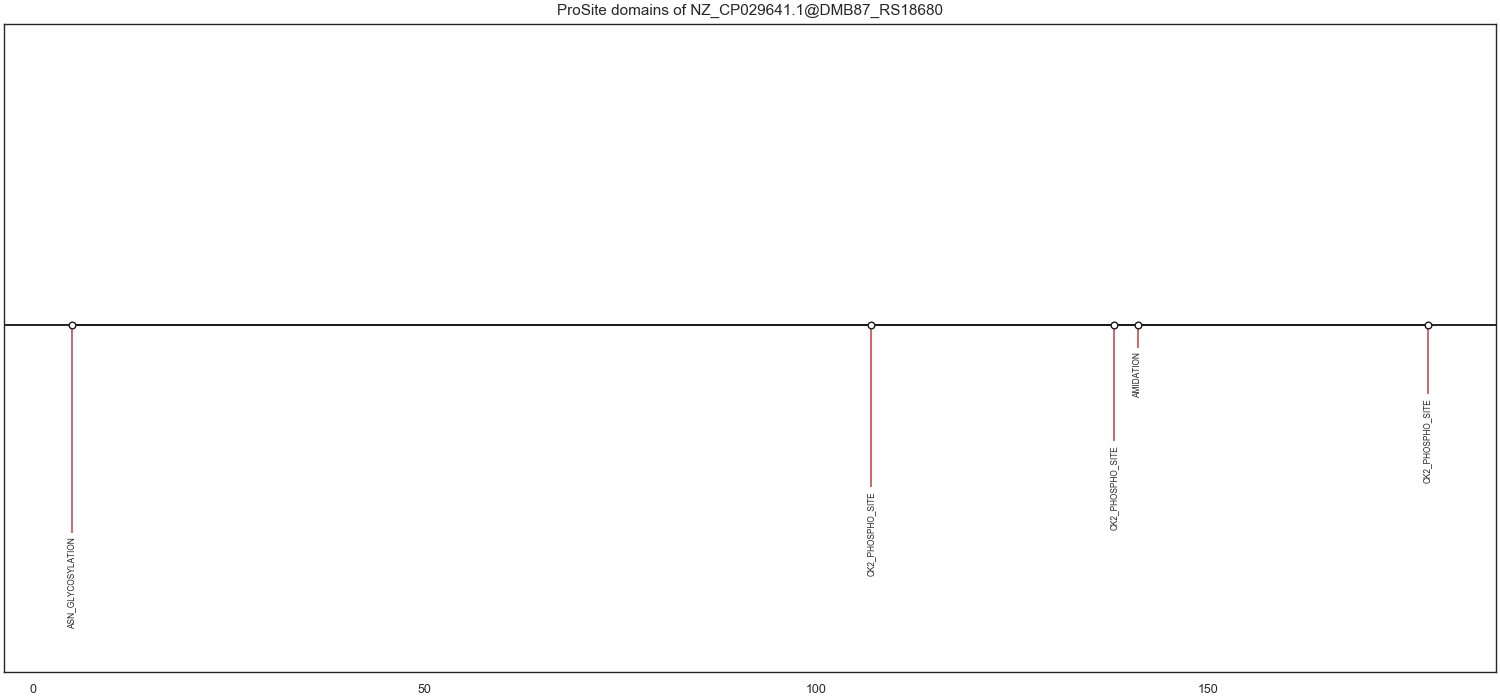 ProSite domains of NZ_CP029641.1@DMB87_RS18680
AMIDATION
CK2_PHOSPHO_SITE
CK2_PHOSPHO_SITE
CK2_PHOSPHO_SITE
ASN_GLYCOSYLATION
0 50 100 150